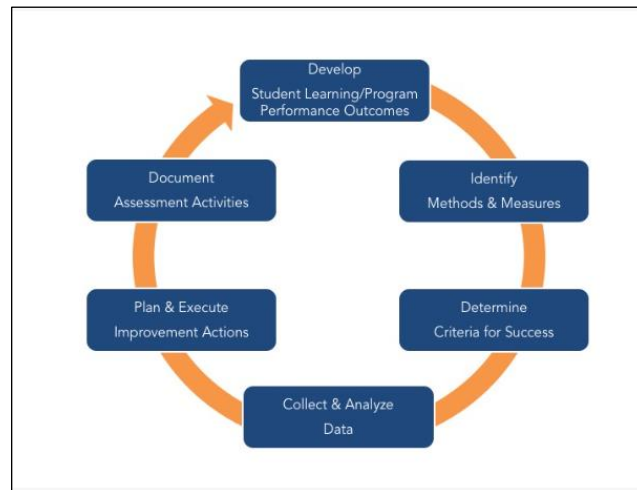 Develop
Student Learning/Program
Performance Outcomes
Identify
Methods & Measures
Determine
Criteria for Success
Collect & Analyze
Data
Plan & Execute
Improvement Actions
Document
Assessment Activities